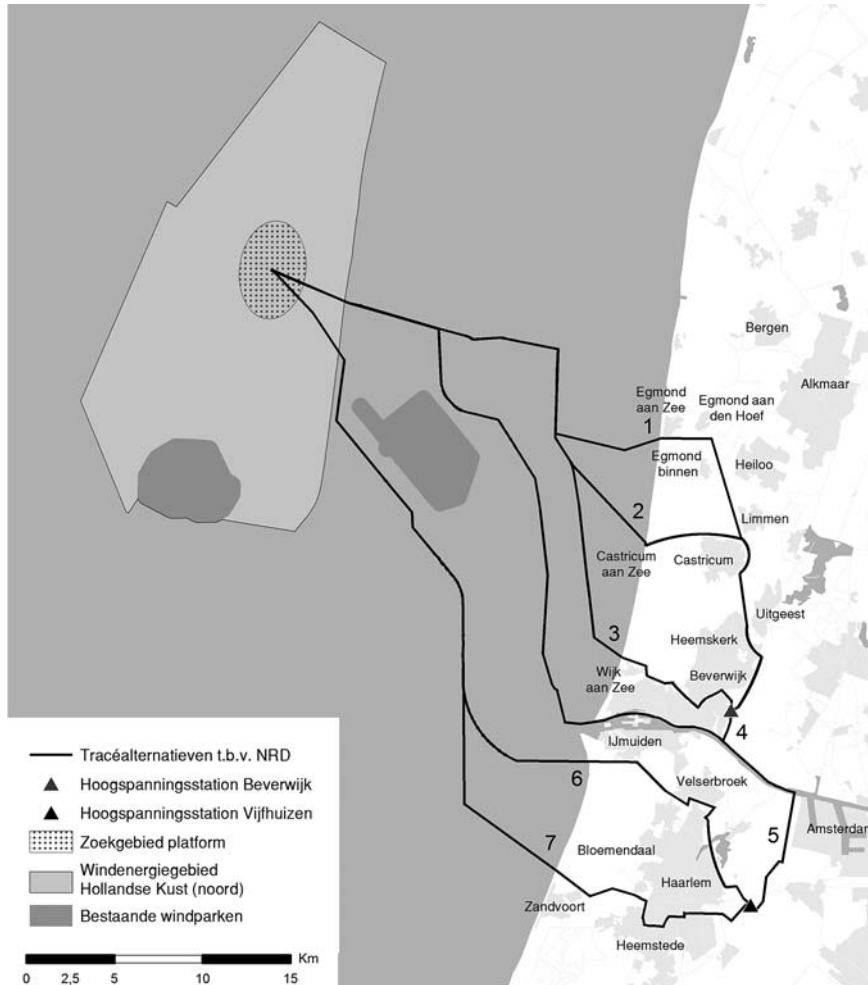 Bergen
Alkmaar
Egmond
aan Zee
Egmond aan
den Hoef
1
Egmond
binnen
Heiloo
2
Limmen
Castricum
aan Zee
Castricum
Uitgeest
3
Heemskerk
Wijk
aan Zee
Beverwijk
4
IJmuiden
6
Velserbroek
5
Amsterdam
7
Bloemendaal
Haarlem
Zandvoort
Heemstede
Tracéalternatieven t.b.v. NRD
Hoogspanningsstation Beverwijk
Hoogspanningsstation Vijfhuizen
Zoekgebied platform
Windenergiegebied
Hollandse Kust (noord)
Bestaande windparken
Km
0 2,5 5 10 15